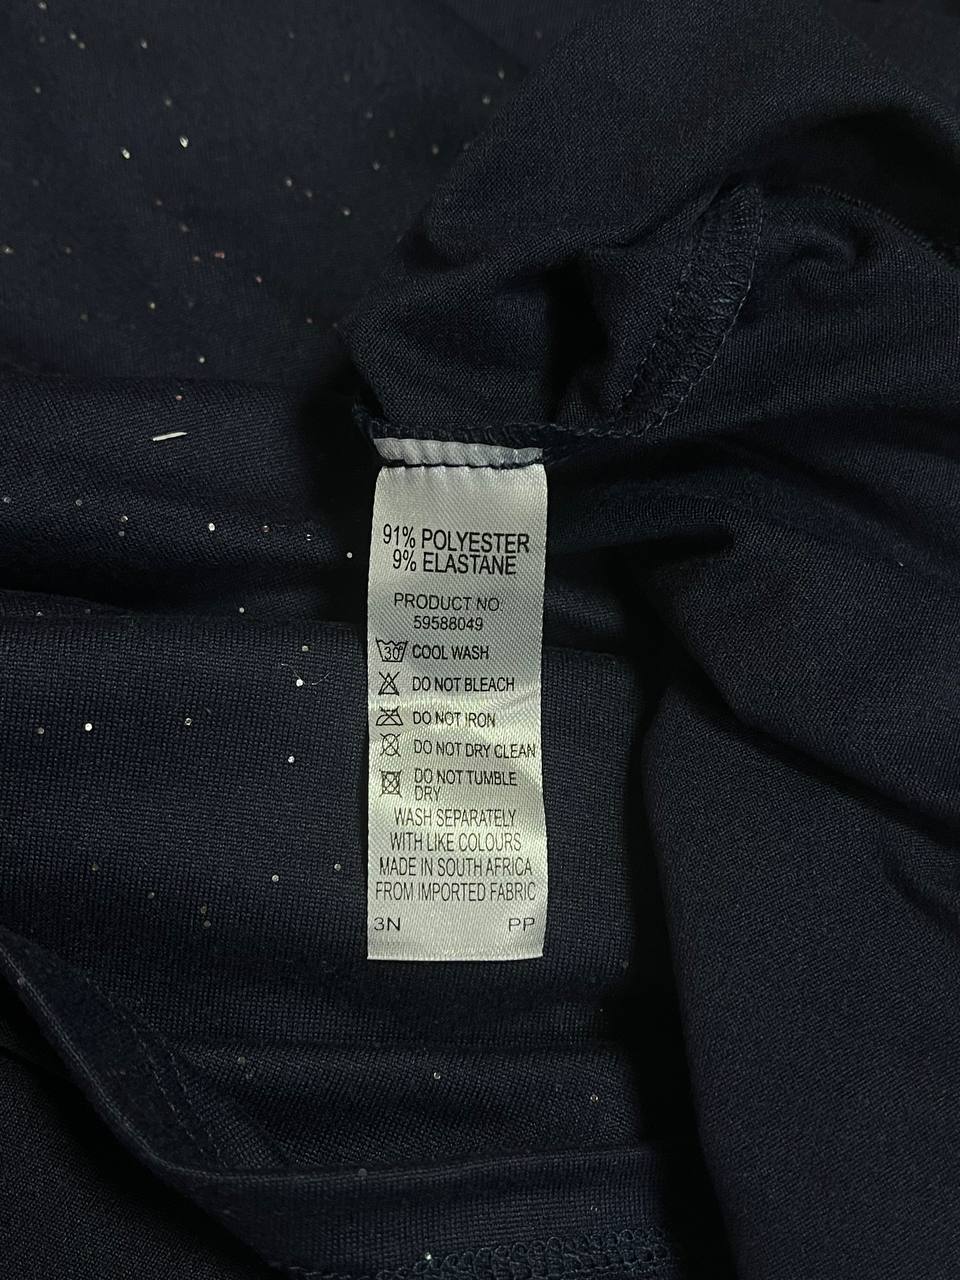 91% POLYESTER
9% ELASTANE
PRODUCT NO
59588049
30° COOL WASH
DO NOT BLEACH
DO NOT IRON
DO NOT DRY CLEAN
DO NOT TUMBLE
DRY
WASH SEPARATELY
WITH LIKE COLOURS
MADE IN SOUTH AFRICA
FROM IMPORTED FABRIC
3N PP